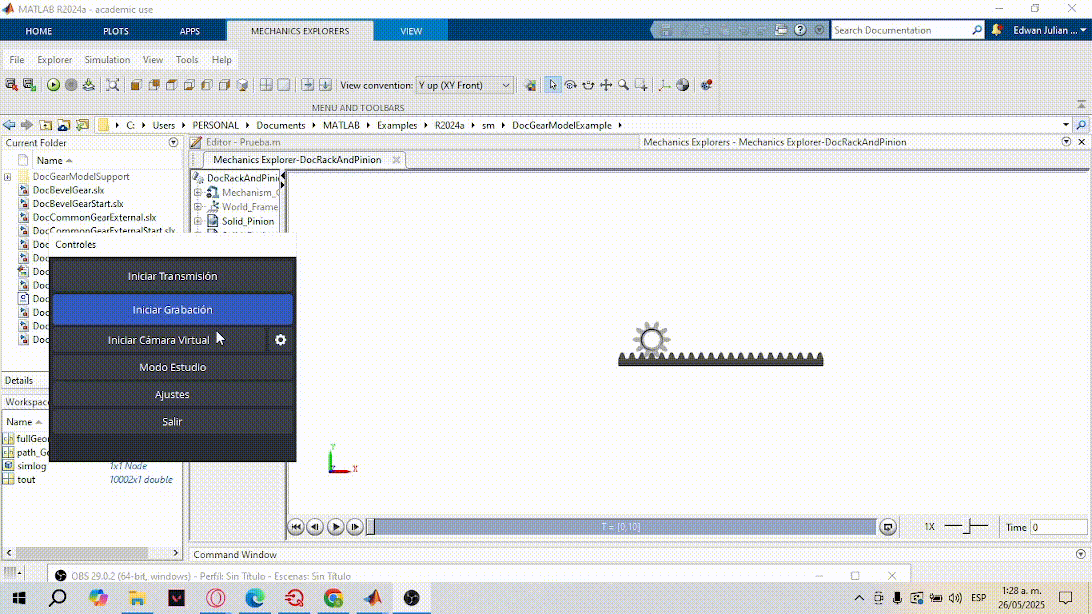 MATLAB R2024a - academic use
HOME PLOTS APPS MECHANICS EXPLORERS VIEW
Search Documentation
Edwan Julian ...
File Explorer Simulation View Tools Help
View convention: Y up (XY Front)
MENU AND TOOLBARS
C: Users PERSONAL Documents MATLAB Examples R2024a sm DocGearModelExample
Current Folder
Editor - Prueba.m
Mechanics Explorers - Mechanics Explorer-DocRackAndPinion
Name
Mechanics Explorer-DocRackAndPinion
DocGearModelSupport
DocBevelGear.slx
DocBevelGearStart.slx
DocCommonGearExternal.slx
DocCommonGearExternalStart.slx
DocRackAndPini
Mechanism_
World_Frame
Solid_Pinion
Controles
Iniciar Transmisión
Iniciar Grabación
Iniciar Cámara Virtual
Modo Estudio
Ajustes
Salir
Doc
Doc
Doc
Doc
Doc
Doc
Doc
Doc
Details
Workspac
Name
fullGeo
path_Ge
simlog 1x1 Node
tout 10002x1 double
Y
X
T = [0,10]
1X
Time 0
Command Window
OBS 29.0.2 (64-bit, windows) - Perfil: Sin Título - Escenas: Sin Título
ESP
1:28 a. m.
26/05/2025